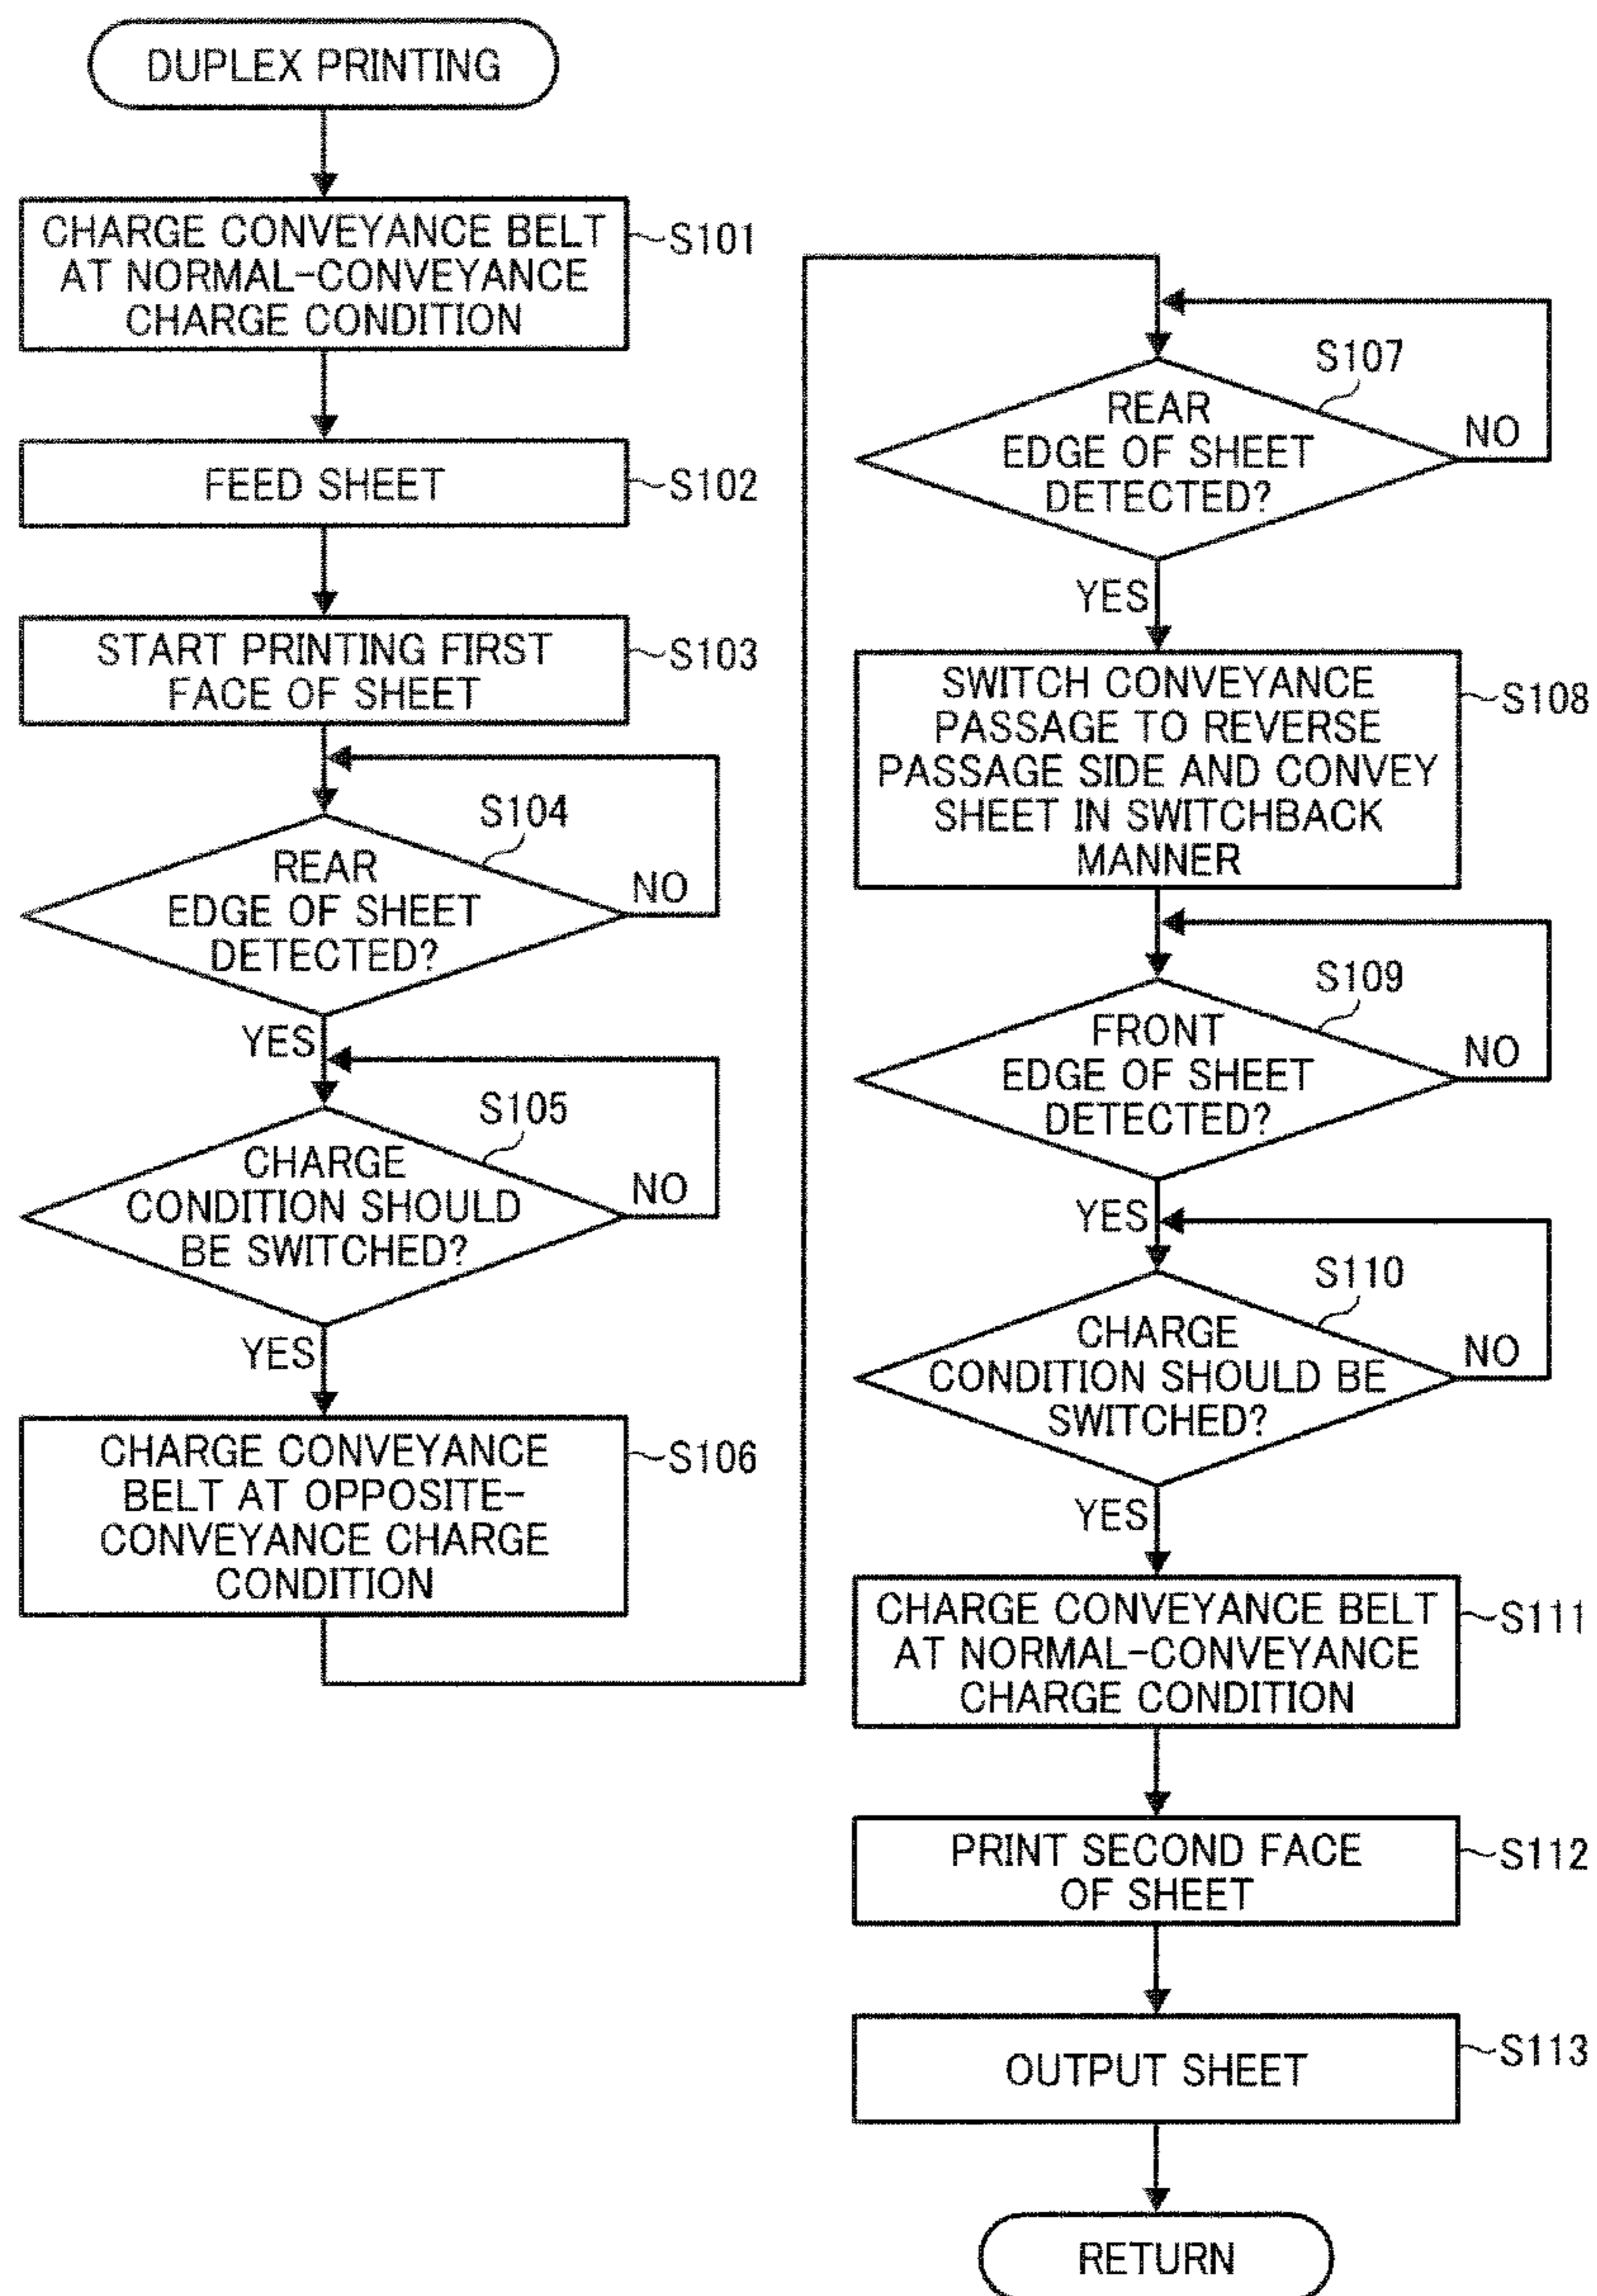 DUPLEX PRINTING
CHARGE CONVEYANCE BELT
AT NORMAL-CONVEYANCE
CHARGE CONDITION
S101
FEED SHEET
S102
START PRINTING FIRST
FACE OF SHEET
S103
S104
REAR
EDGE OF SHEET
DETECTED?
NO
YES
S105
CHARGE
CONDITION SHOULD
BE SWITCHED?
NO
YES
CHARGE CONVEYANCE
BELT AT OPPOSITE-
CONVEYANCE CHARGE
CONDITION
S106
S107
REAR
EDGE OF SHEET
DETECTED?
NO
YES
SWITCH CONVEYANCE
PASSAGE TO REVERSE
PASSAGE SIDE AND CONVEY
SHEET IN SWITCHBACK
MANNER
S108
S109
FRONT
EDGE OF SHEET
DETECTED?
NO
YES
S110
CHARGE
CONDITION SHOULD BE
SWITCHED?
NO
YES
CHARGE CONVEYANCE BELT
AT NORMAL-CONVEYANCE
CHARGE CONDITION
S111
PRINT SECOND FACE
OF SHEET
S112
OUTPUT SHEET
S113
RETURN